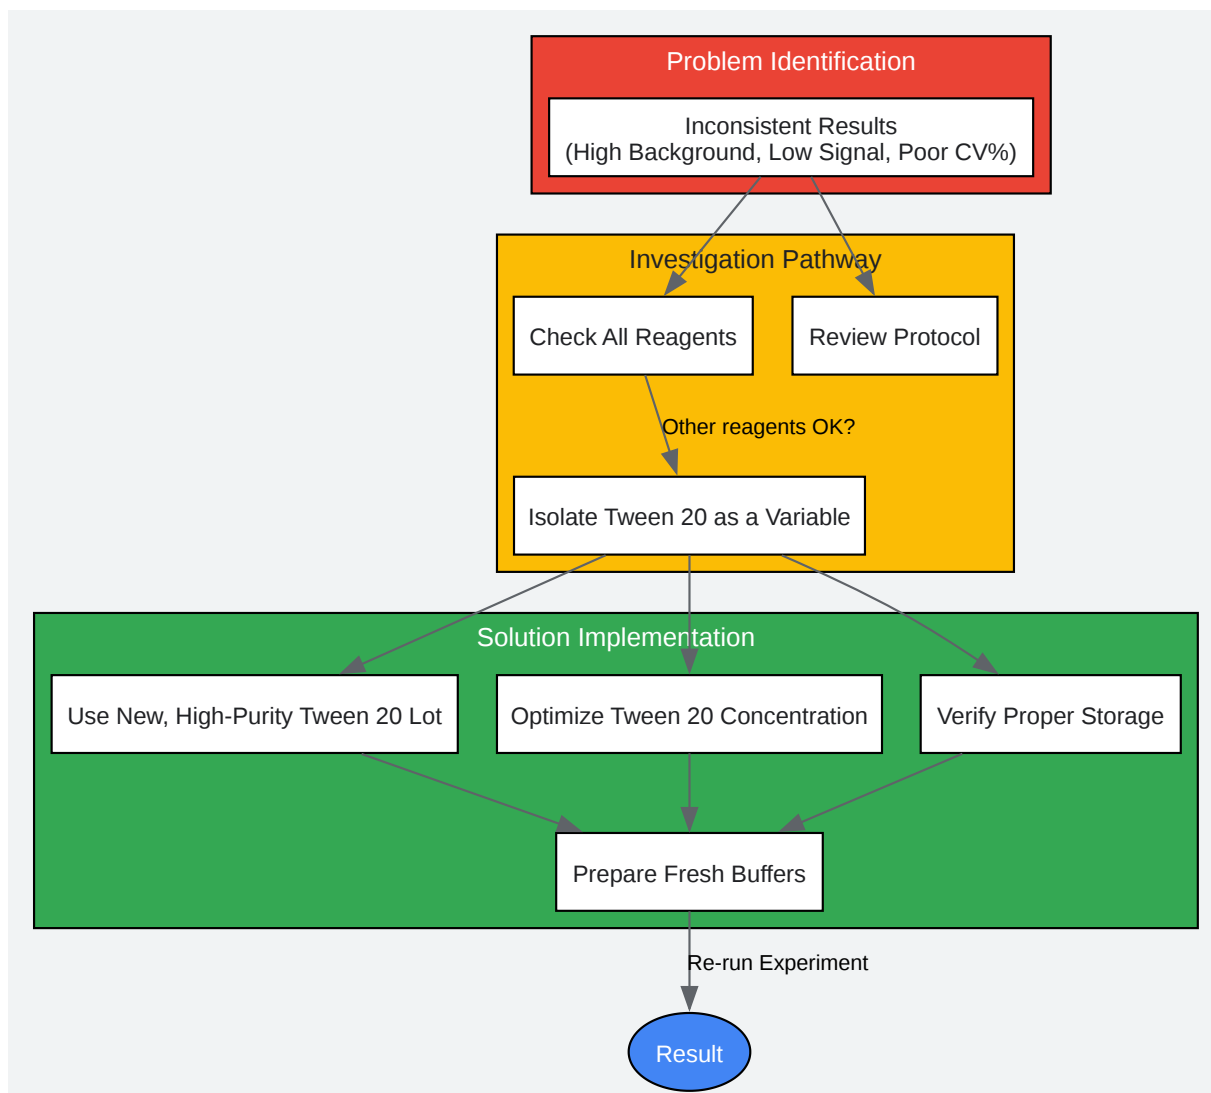 Problem Identification
Inconsistent Results
(High Background, Low Signal, Poor CV%)
Investigation Pathway
Check All Reagents
Review Protocol
Other reagents OK?
Isolate Tween 20 as a Variable
Solution Implementation
Use New, High-Purity Tween 20 Lot
Optimize Tween 20 Concentration
Verify Proper Storage
Prepare Fresh Buffers
Re-run Experiment
Result